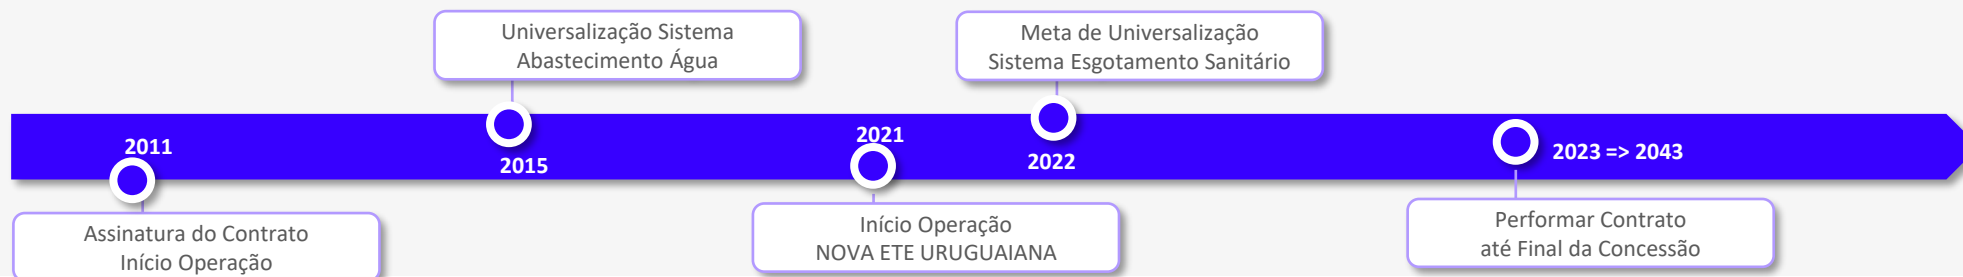 Universalização Sistema
Abastecimento Água
Meta de Universalização
Sistema Esgotamento Sanitário
2011
2015
2021
2022
2023 => 2043
Assinatura do Contrato
Início Operação
Início Operação
NOVA ETE URUGUAIANA
Performar Contrato
até Final da Concessão